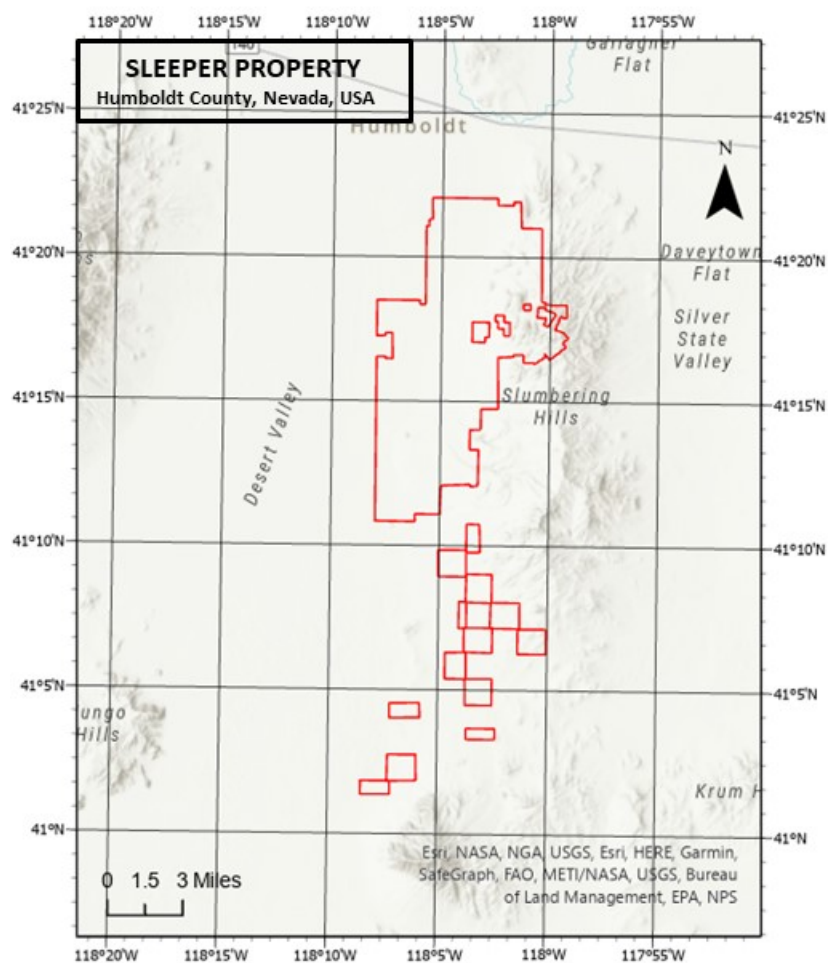 118°20'W 118°15'W 118°10'W 118°5'W 118°W 117°55'W
140
SLEEPER PROPERTY
Humboldt County, Nevada, USA
Gallagher
Flat
41°25'N 41°25'N
Humboldt
N
41°20'N 41°20'N
Daveytown
Flat
Silver
State
Valley
41°15'N 41°15'N
Slumbering
Hills
Desert Valley
41°10'N 41°10'N
41°5'N 41°5'N
ungo
Hills
Krum H
41°N 41°N
0 1.5 3 Miles
Esri, NASA, NGA, USGS, Esri, HERE, Garmin,
SafeGraph, FAO, METI/NASA, USGS, Bureau
of Land Management, EPA, NPS
118°20'W 118°15'W 118°10'W 118°5'W 118°W 117°55'W